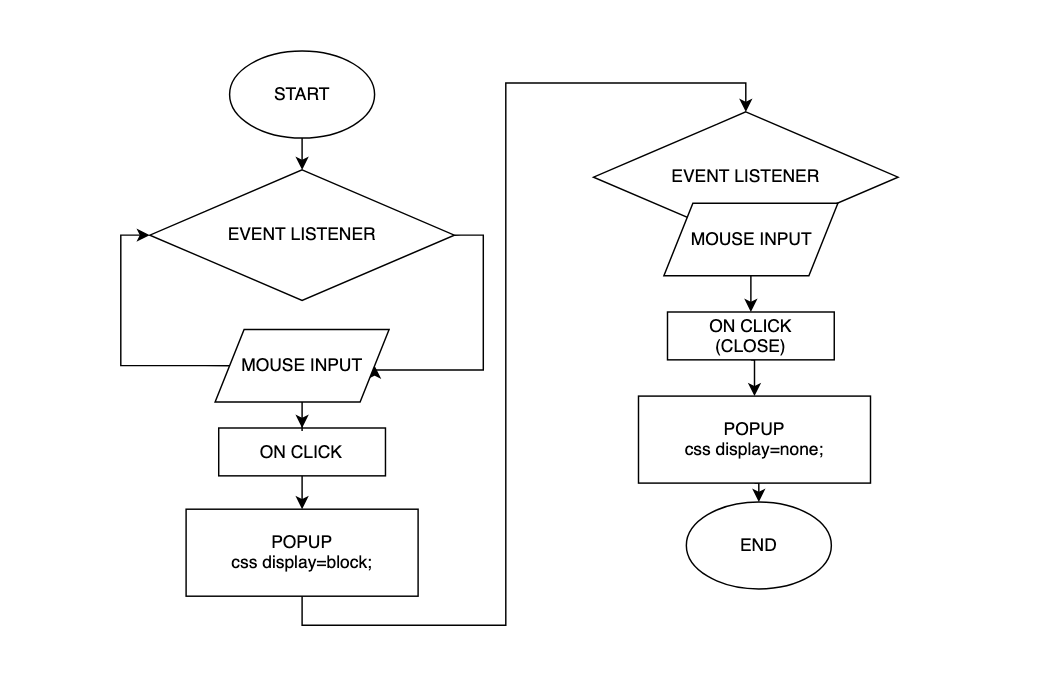 START
EVENT LISTENER
MOUSE INPUT
ON CLICK
POPUP
css display=block;
EVENT LISTENER
MOUSE INPUT
ON CLICK
(CLOSE)
POPUP
css display=none;
END